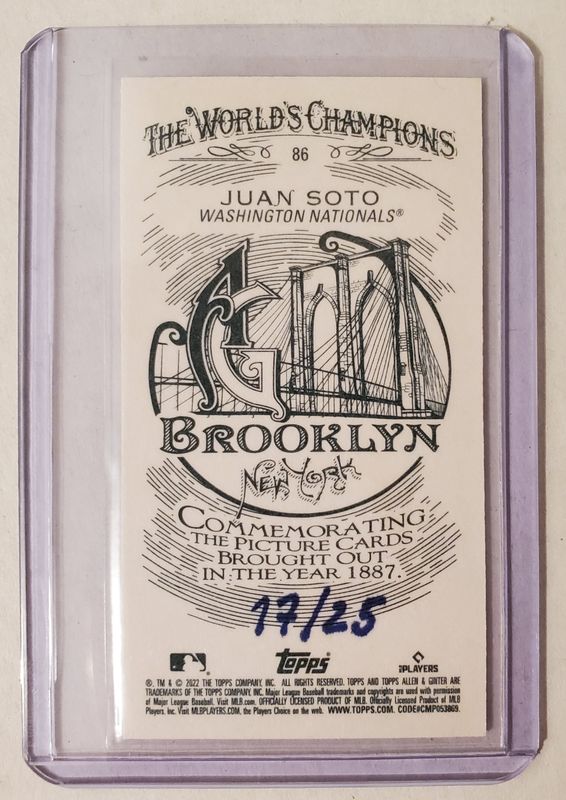 THE WORLD'S CHAMPIONS
86
JUAN SOTO
WASHINGTON NATIONALS®
AG
BROOKLYN
NEW YORK
COMMEMORATING
THE PICTURE CARDS
BROUGHT OUT
IN THE YEAR 1887.
17/25
topps® PLAYERS
®, TM & © 2022 THE TOPPS COMPANY, INC. ALL RIGHTS RESERVED. TOPPS AND TOPPS ALLEN & GINTER ARE
TRADEMARKS OF THE TOPPS COMPANY, INC. Major League Baseball trademarks and copyrights are used with permission
of Major League Baseball. Visit MLB.com. OFFICIALLY LICENSED PRODUCT OF MLB Officially Licensed Product of MLB
Players, Inc. Visit MLBPLAYERS.com, the Players Choice on the web. WWW.TOPPS.COM. CODE#CMP053869.